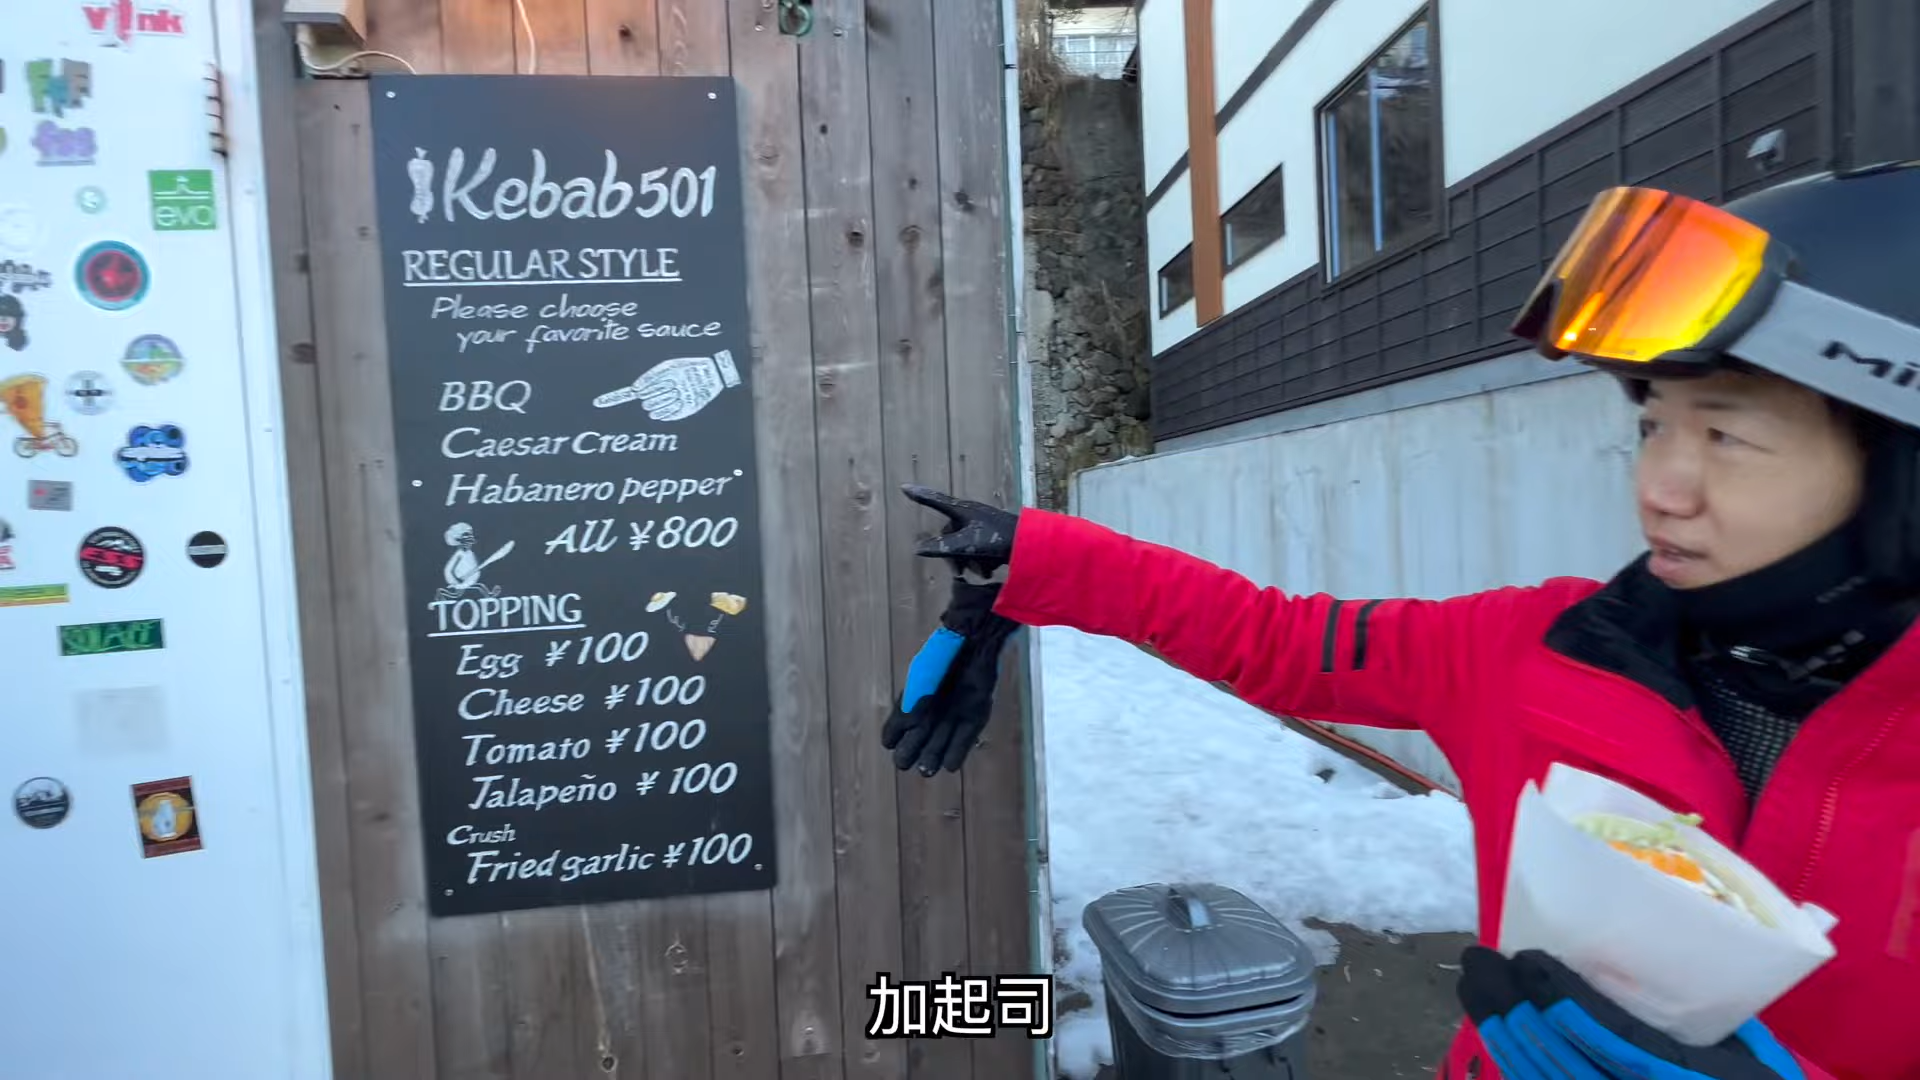 evo
Kebab501
REGULAR STYLE
Please choose
your favorite sauce
BBQ
Caesar Cream
Habanero pepper
All ¥800
TOPPING
Egg ¥100
Cheese ¥100
Tomato ¥100
Jalapeño ¥100
Crush
Fried garlic ¥100
加起司